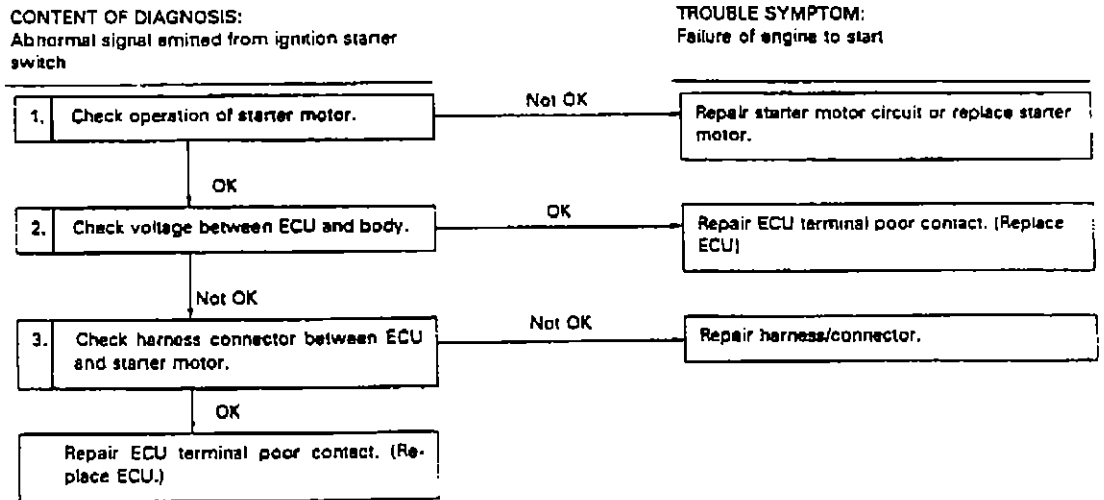 CONTENT OF DIAGNOSIS:
Abnormal signal emitted from ignition starter
switch
TROUBLE SYMPTOM:
Failure of engine to start
1. Check operation of starter motor.
Not OK
Repair starter motor circuit or replace starter
motor.
OK
2. Check voltage between ECU and body.
OK
Repair ECU terminal poor contact. (Replace
ECU)
Not OK
3. Check harness connector between ECU
and starter motor.
Not OK
Repair harness/connector.
OK
Repair ECU terminal poor contact. (Re-
place ECU.)